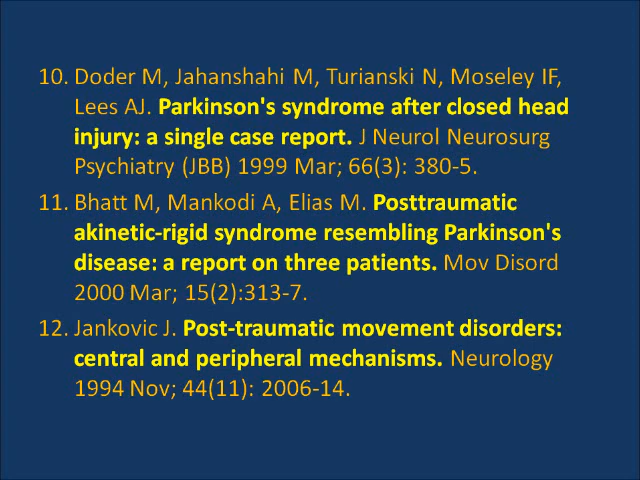 10. Doder M, Jahanshahi M, Turianski N, Moseley IF,
Lees AJ. Parkinson's syndrome after closed head
injury: a single case report. J Neurol Neurosurg
Psychiatry (JBB) 1999 Mar; 66(3): 380-5.
11. Bhatt M, Mankodi A, Elias M. Posttraumatic
akinetic-rigid syndrome resembling Parkinson's
disease: a report on three patients. Mov Disord
2000 Mar; 15(2):313-7.
12. Jankovic J. Post-traumatic movement disorders:
central and peripheral mechanisms. Neurology
1994 Nov; 44(11): 2006-14.